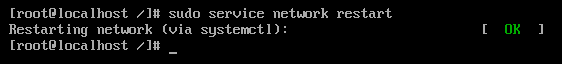 [root@localhost /]# sudo service network restart
Restarting network (via systemctl): [ OK ]
[root@localhost /]# _